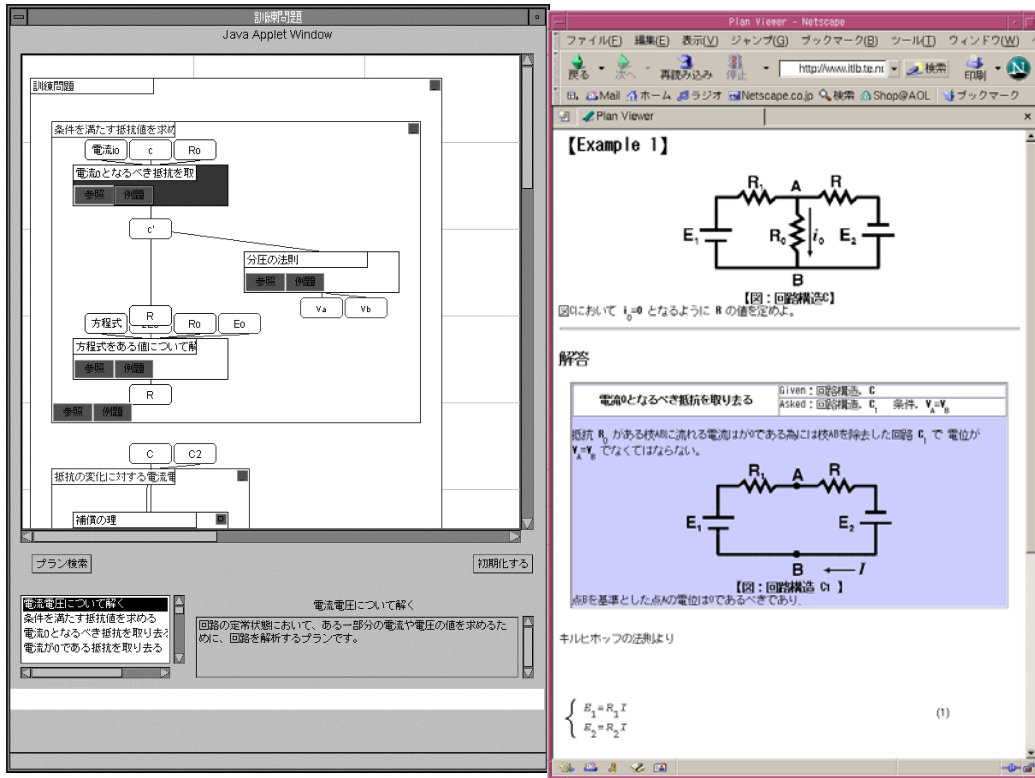 訓練問題
Java Applet Window
訓練問題
条件を満たす抵抗値を求め
電流io c Ro
電流0となるべき抵抗を取
参照 例題
c'
分圧の法則
参照 例題
Va Vb
R
方程式 Ro Eo
方程式をある値について解
参照 例題
R
参照 例題
C C2
抵抗の変化に対する電流電
補償の理
プラン検索
初期化する
電流電圧について解く
条件を満たす抵抗値を求める
電流0となるべき抵抗を取り去る
電流が0である抵抗を取り去る
電流電圧について解く
回路の定常状態において、ある一部分の電流や電圧の値を求めるた
めに、回路を解析するプランです。
Plan Viewer - Netscape
ファイル(F) 編集(E) 表示(V) ジャンプ(G) ブックマーク(B) ツール(T) ウィンドウ(W)
戻る 次へ 再読み込み 停止 http://www.itlb.te.no 検索 印刷
Mail ホーム ラジオ Netscape.co.jp 検索 Shop@AOL ブックマーク
Plan Viewer
【Example 1】
R1 A R
E1 R0 i0 E2
B
【図：回路構造C】
図Cにおいて i0=0 となるように R の値を定めよ。
解答
電流0となるべき抵抗を取り去る
Given：回路構造, C
Asked：回路構造, C1 条件, VA=VB
抵抗 R0 がある枝ABに流れる電流はが0である為には枝ABを除去した回路 C1 で 電位が
VA=VB でなくてはならない。
R1 A R
E1 E2
B I
【図：回路構造 C1 】
点Bを基準とした点Aの電位は0であるべきであり、
キルヒホッフの法則より
E1=R1I
E2=R2I
(1)